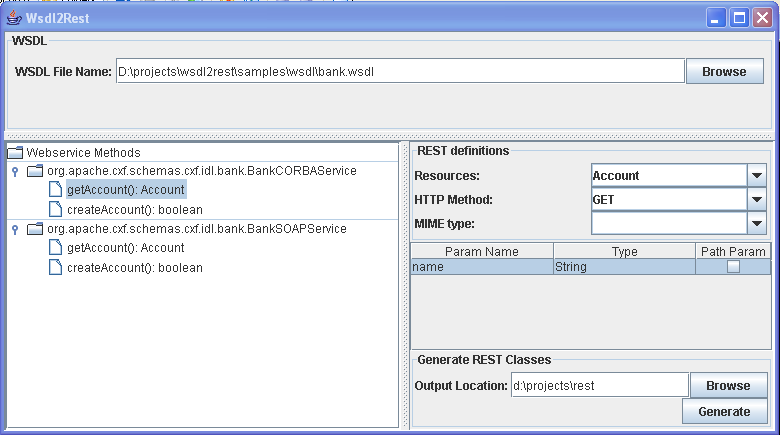 Wsdl2Rest
WSDL
WSDL File Name: D:\projects\wsdl2rest\samples\wsdl\bank.wsdl Browse
Webservice Methods
org.apache.cxf.schemas.cxf.idl.bank.BankCORBAService
getAccount(): Account
createAccount(): boolean
org.apache.cxf.schemas.cxf.idl.bank.BankSOAPService
getAccount(): Account
createAccount(): boolean
REST definitions
Resources: Account
HTTP Method: GET
MIME type:
Param Name Type Path Param
name String
Generate REST Classes
Output Location: d:\projects\rest Browse
Generate